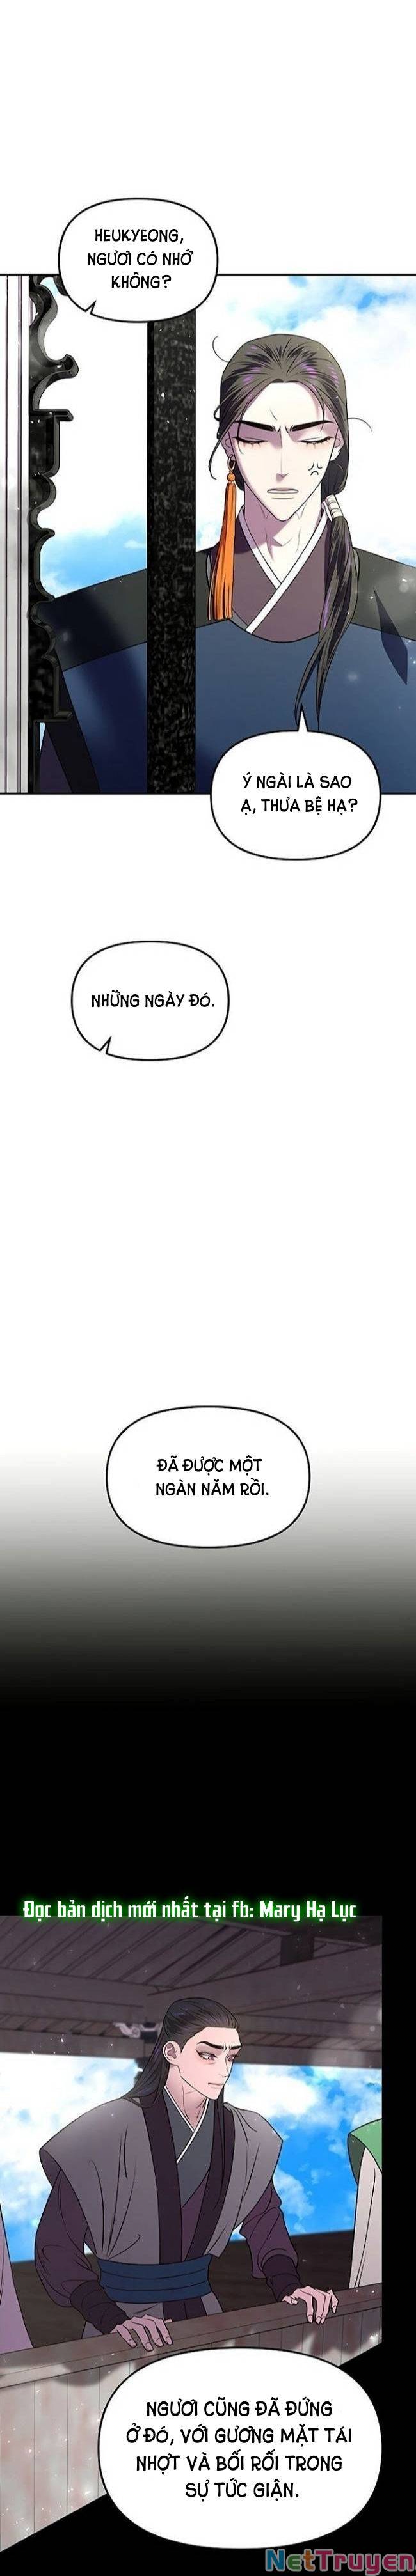 HEUKYEONG,
NGƯƠI CÓ NHỚ
KHÔNG?
Ý NGÀI LÀ SAO
Ạ, THƯA BỆ HẠ?
NHỮNG NGÀY ĐÓ.
ĐÃ ĐƯỢC MỘT
NGÀN NĂM RỒI.
Đọc bản dịch mới nhất tại fb: Mary Hạ Lục
NGƯƠI CŨNG ĐÃ ĐỨNG
Ở ĐÓ, VỚI GƯƠNG MẶT TÁI
NHỢT VÀ BỐI RỐI TRONG
SỰ TỨC GIẬN.
NetTruyen